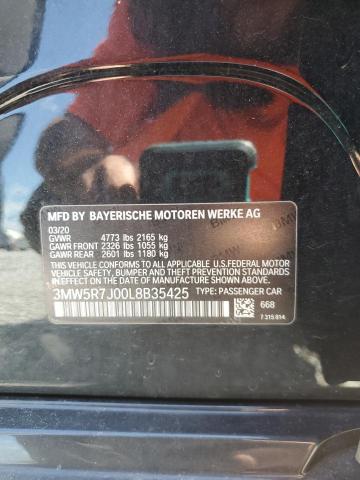 MFD BY BAYERISCHE MOTOREN WERKE AG
03/20
GVWR 4773 lbs 2165 kg
GAWR FRONT 2326 lbs 1055 kg
GAWR REAR 2601 lbs 1180 kg
THIS VEHICLE CONFORMS TO ALL APPLICABLE
U.S. FEDERAL MOTOR VEHICLE SAFETY, BUMPER,
AND THEFT PREVENTION STANDARDS IN EFFECT
ON THE DATE OF MANUFACTURE SHOWN ABOVE.
3MW5R7J00L8B35425 TYPE: PASSENGER CAR
668
7 315 814